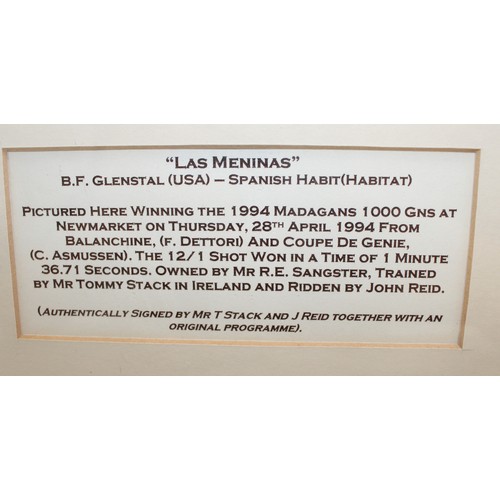 “LAS MENINAS”
B.F. GLENSTAL (USA) – SPANISH HABIT(HABITAT)
PICTURED HERE WINNING THE 1994 MADAGANS 1000 GNS AT
NEWMARKET ON THURSDAY, 28TH APRIL 1994 FROM
BALANCHINE, (F. DETTORI) AND COUPE DE GENIE,
(C. ASMUSSEN). THE 12/1 SHOT WON IN A TIME OF 1 MINUTE
36.71 SECONDS. OWNED BY MR R.E. SANGSTER, TRAINED
BY MR TOMMY STACK IN IRELAND AND RIDDEN BY JOHN REID.
(AUTHENTICALLY SIGNED BY MR T STACK AND J REID TOGETHER WITH AN
ORIGINAL PROGRAMME).